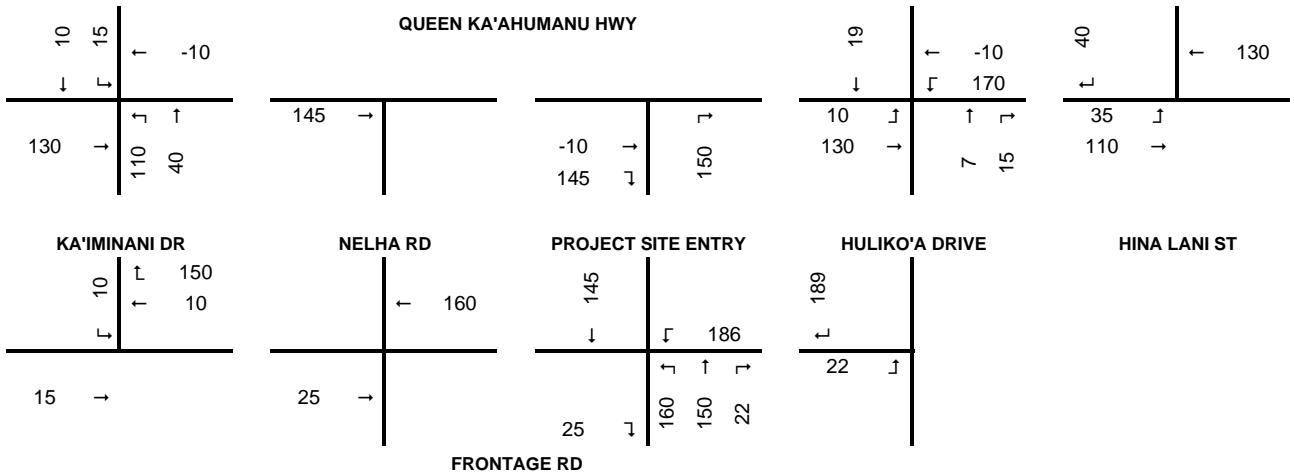 QUEEN KA'AHUMANU HWY
10 15 ← -10
↓ ↳
130 → ↰ ↑
110 40
145 →
-10 → ↱
145 ↴ 150
19 ← -10
↓ ↲ 170
10 ⮥ ↑ ↱
130 → 7 15
40 ← 130
↵
35 ⮥
110 →
KA'IMINANI DR NELHA RD PROJECT SITE ENTRY HULIKO'A DRIVE HINA LANI ST
10 150
← 10
↳
15 →
← 160
25 →
145
↓ 186
↰ ↑ ↱
160 150 22
25 ↴
189
↵
22 ⮥
FRONTAGE RD